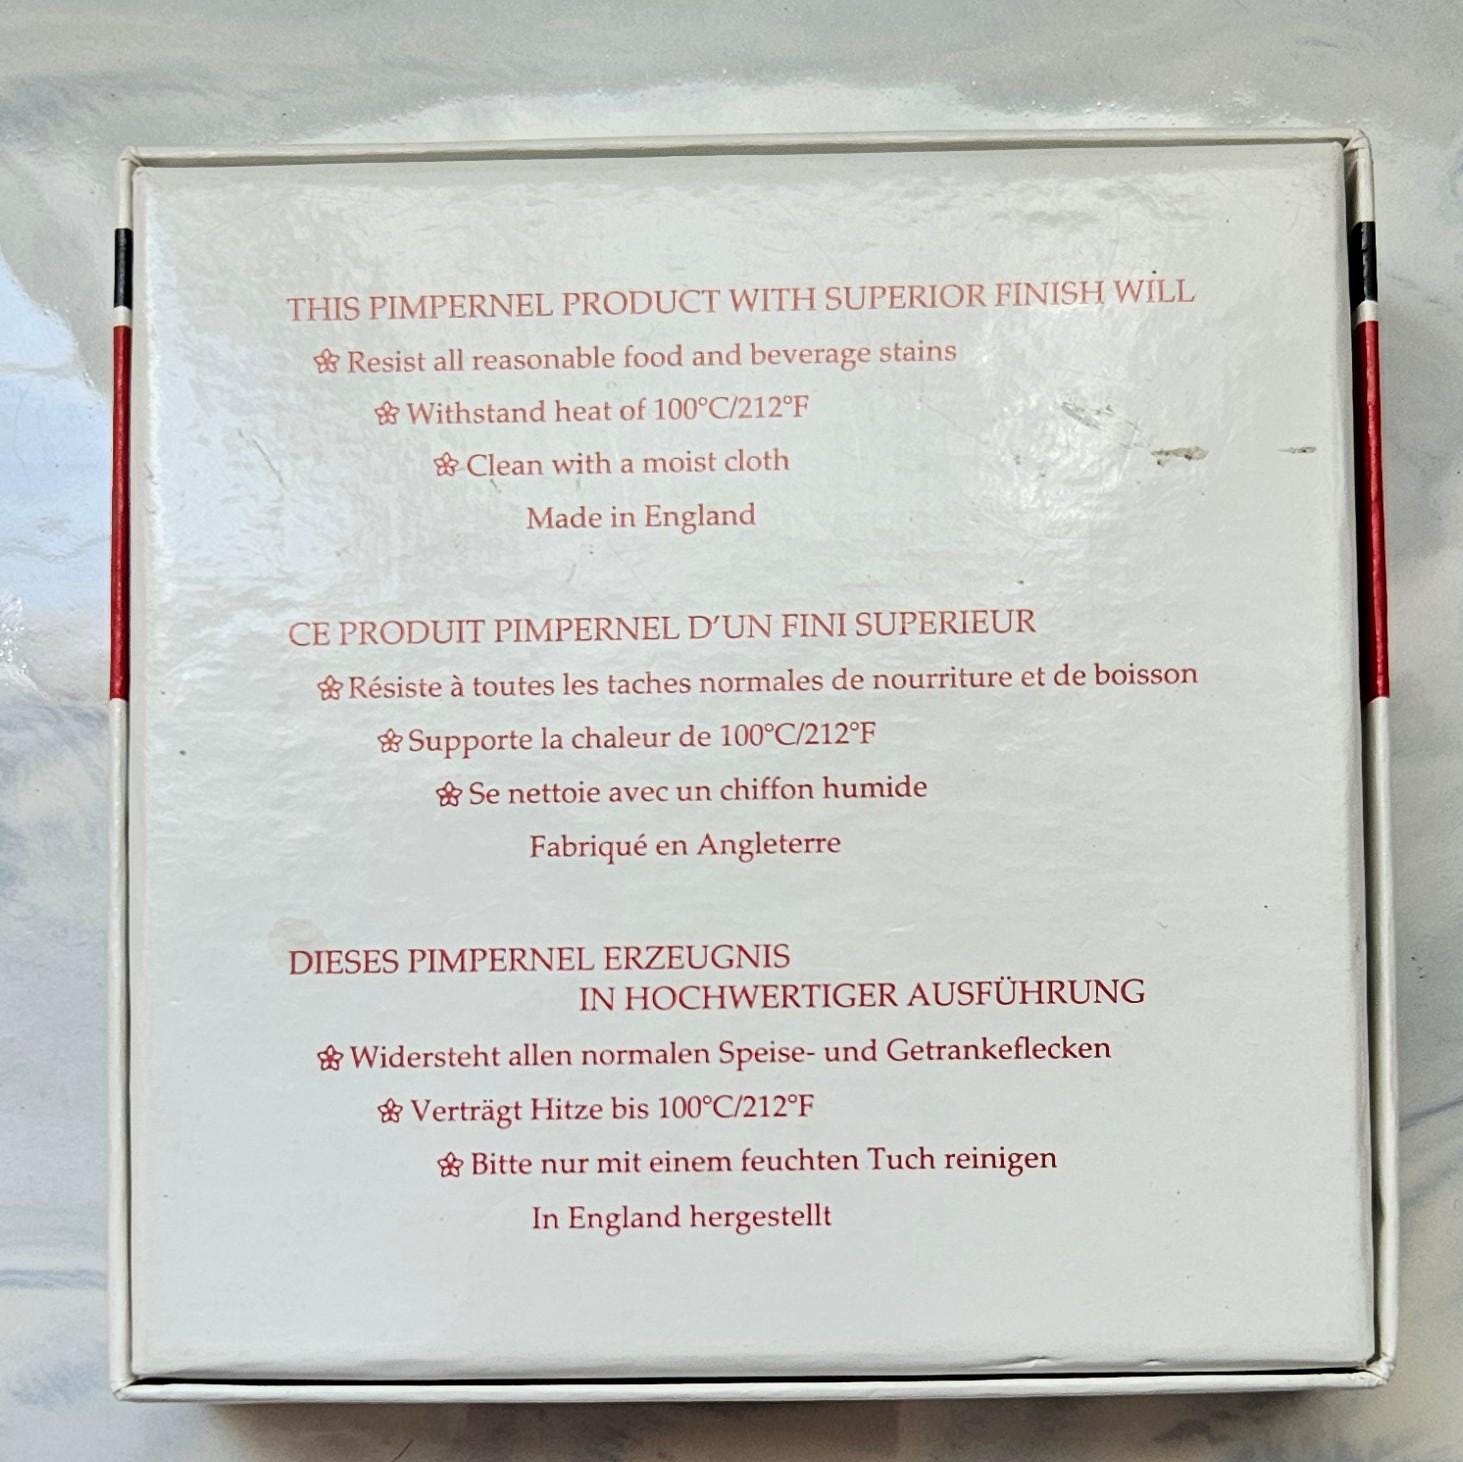 THIS PIMPERNEL PRODUCT WITH SUPERIOR FINISH WILL
Resist all reasonable food and beverage stains
Withstand heat of 100°C/212°F
Clean with a moist cloth
Made in England
CE PRODUIT PIMPERNEL D'UN FINI SUPERIEUR
Résiste à toutes les taches normales de nourriture et de boisson
Supporte la chaleur de 100°C/212°F
Se nettoie avec un chiffon humide
Fabriqué en Angleterre
DIESES PIMPERNEL ERZEUGNIS
IN HOCHWERTIGER AUSFÜHRUNG
Widersteht allen normalen Speise- und Getrankeflecken
Verträgt Hitze bis 100°C/212°F
Bitte nur mit einem feuchten Tuch reinigen
In England hergestellt